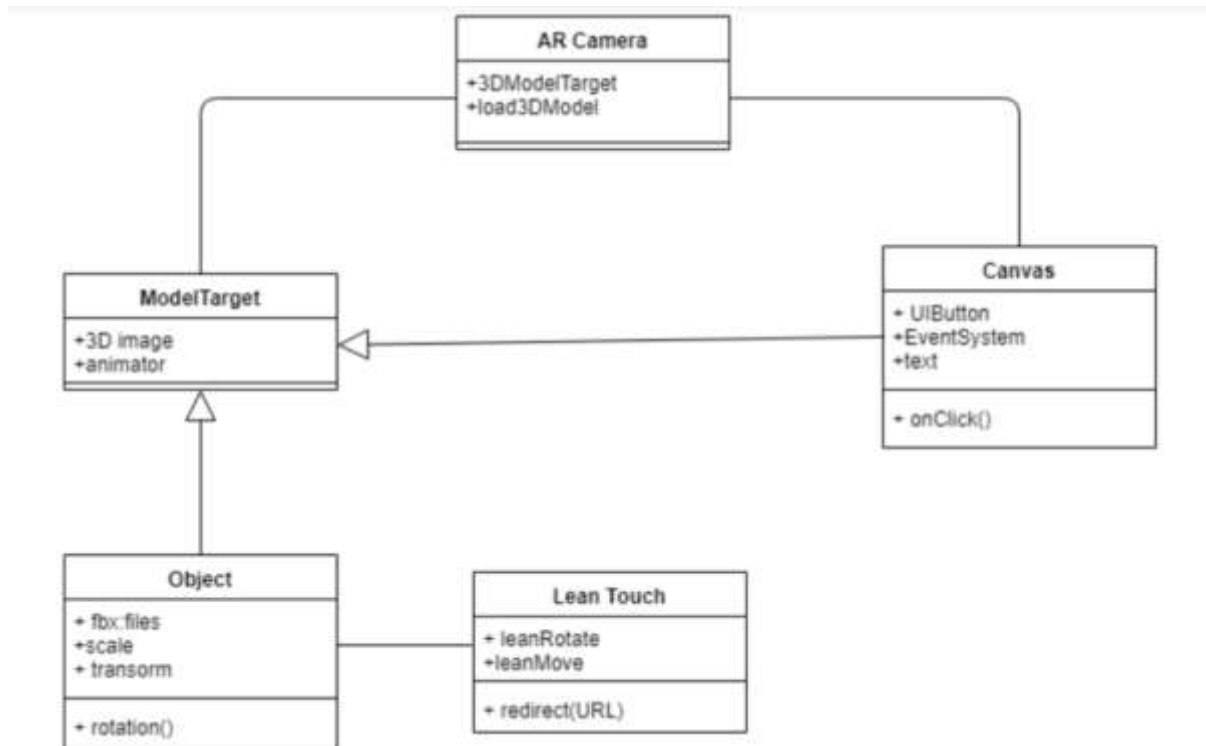 AR Camera
+3DModelTarget
+load3DModel
ModelTarget
+3D image
+animator
Canvas
+ UIButton
+EventSystem
+text
+ onClick()
Object
+ fbx:files
+scale
+ transorm
+ rotation()
Lean Touch
+ leanRotate
+leanMove
+ redirect(URL)